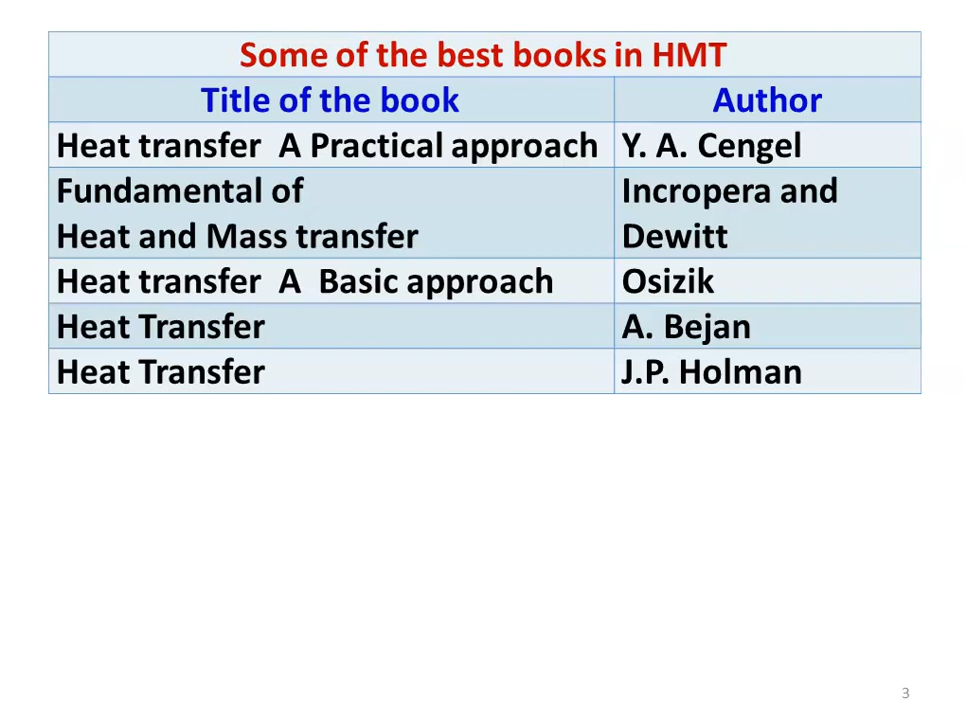 Some of the best books in HMT
Title of the book Author
Heat transfer A Practical approach Y. A. Cengel
Fundamental of Incropera and
Heat and Mass transfer Dewitt
Heat transfer A Basic approach Osizik
Heat Transfer A. Bejan
Heat Transfer J.P. Holman
3